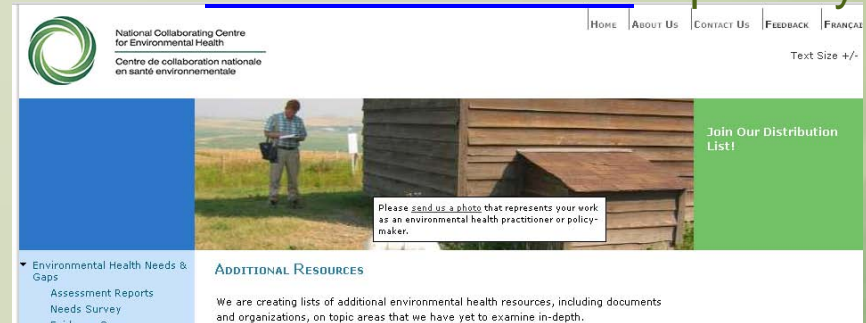 National Collaborating Centre
for Environmental Health
Centre de collaboration nationale
en santé environnementale
HOME ABOUT US CONTACT US FEEDBACK
Text Size +/-
Join Our Distribution
List!
Please send us a photo that represents your work
as an environmental health practitioner or policy-
maker.
Environmental Health Needs &
Gaps
Assessment Reports
Needs Survey
ADDITIONAL RESOURCES
We are creating lists of additional environmental health resources, including documents
and organizations, on topic areas that we have yet to examine in-depth.